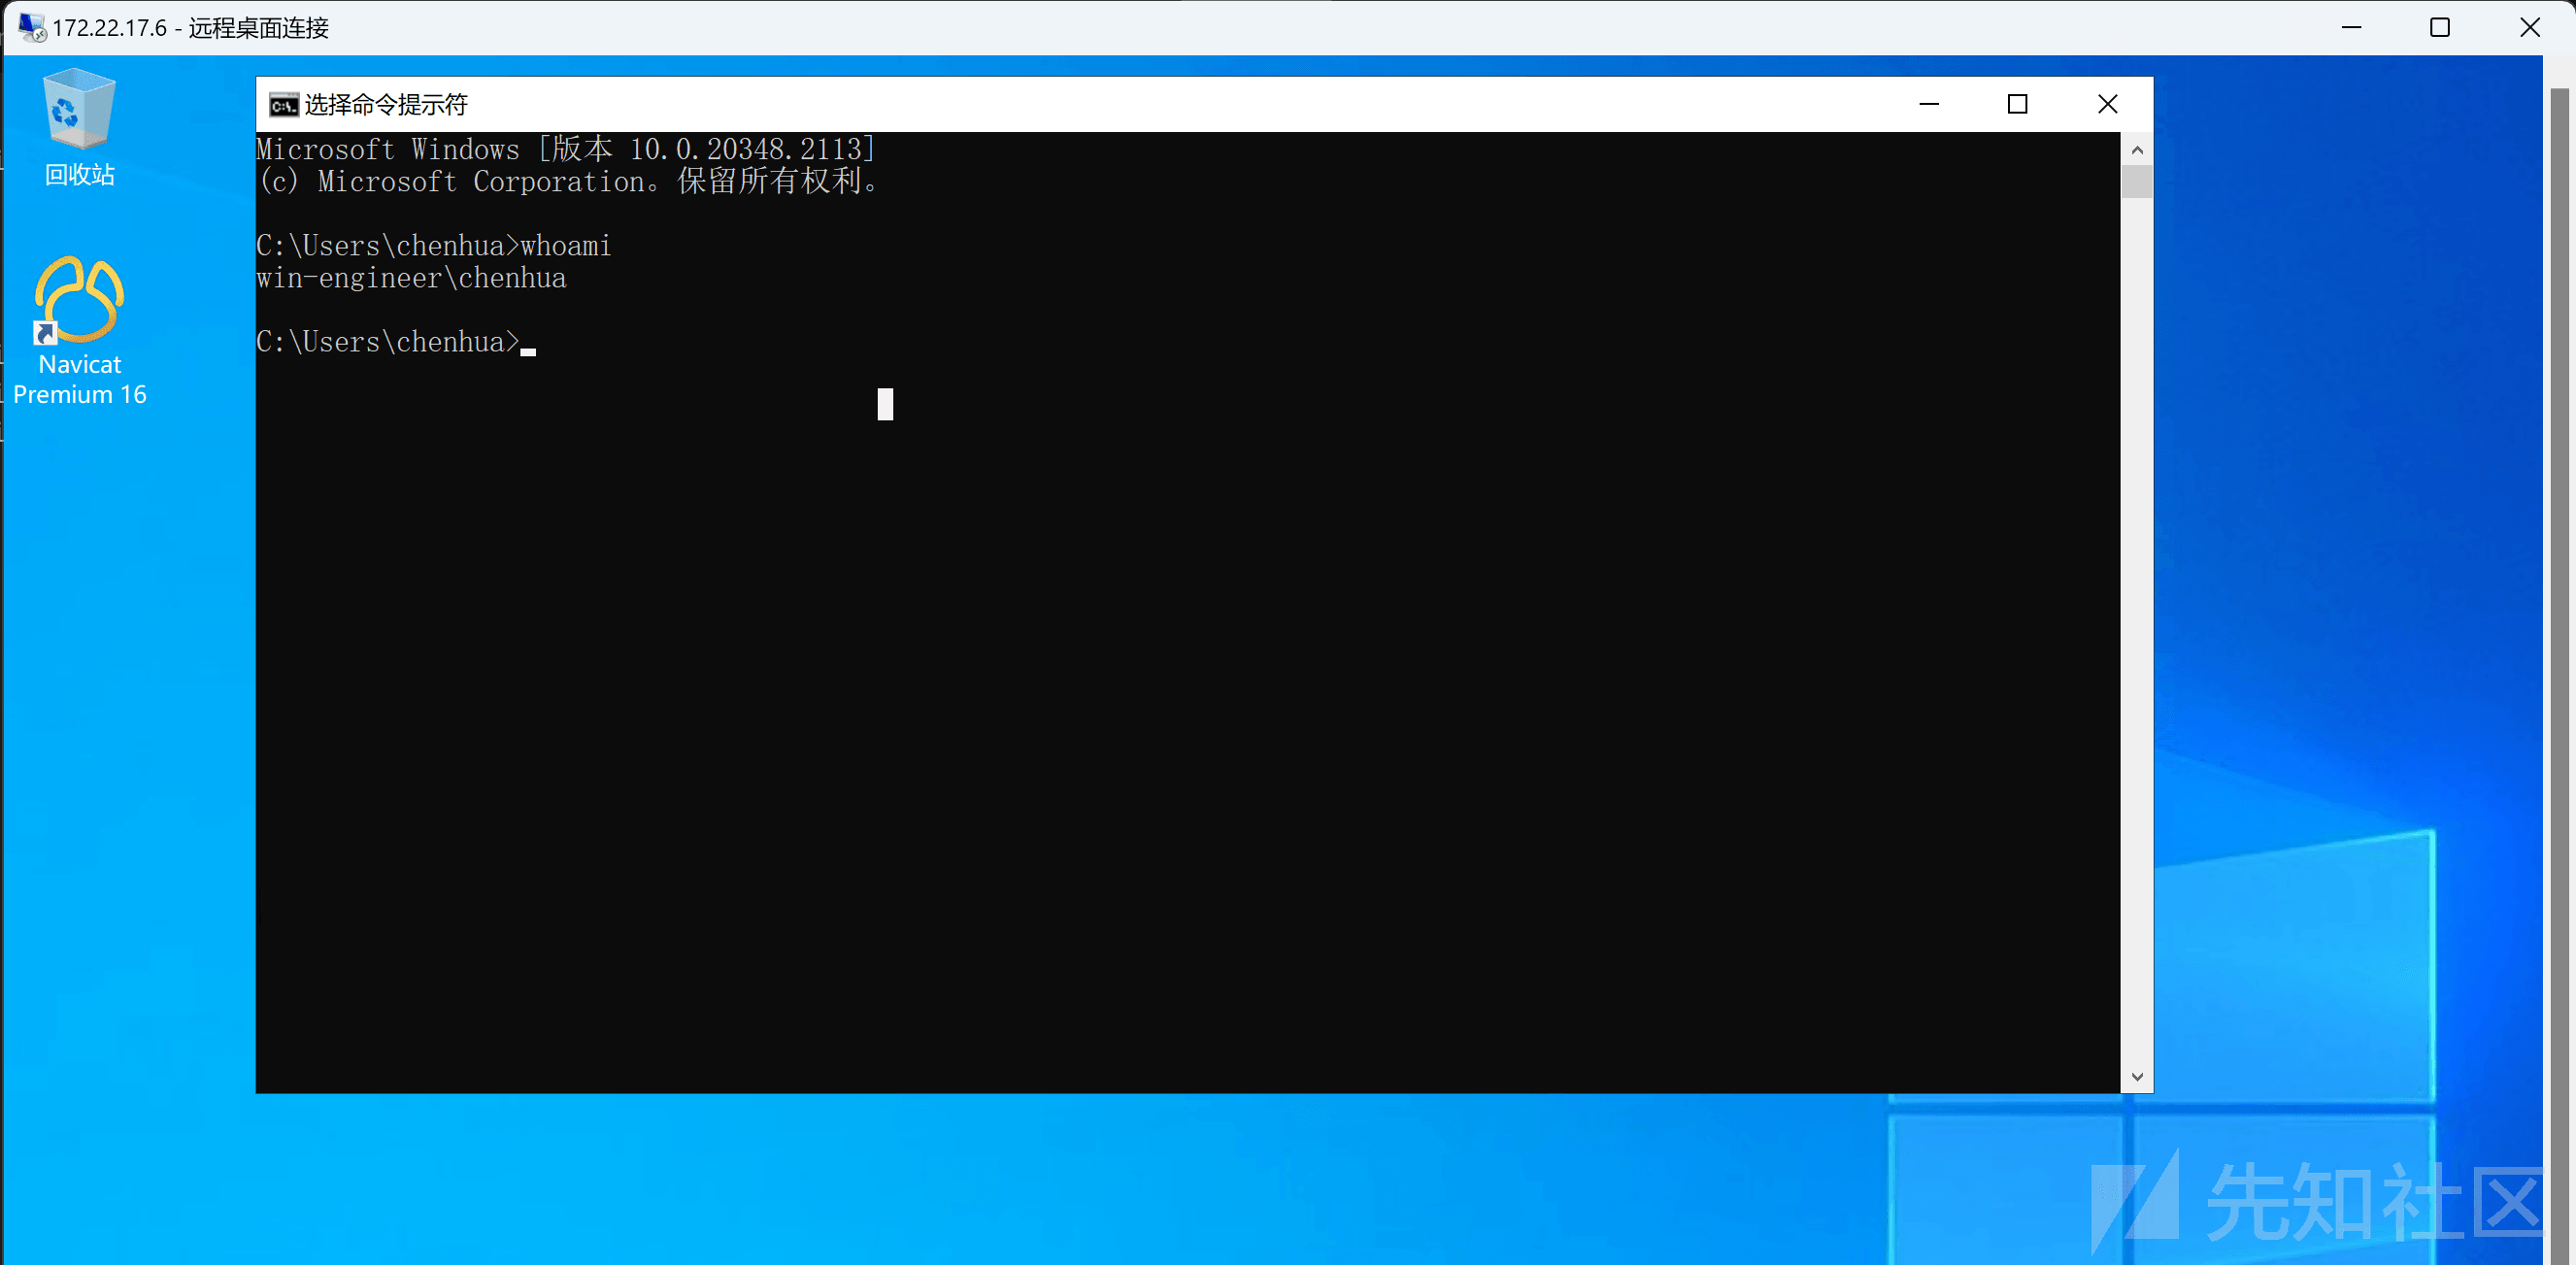 172.22.17.6 - 远程桌面连接
回收站
Navicat
Premium 16
选择命令提示符
Microsoft Windows [版本 10.0.20348.2113]
(c) Microsoft Corporation。保留所有权利。
C:\Users\chenhua>whoami
win-engineer\chenhua
C:\Users\chenhua>
先知社区